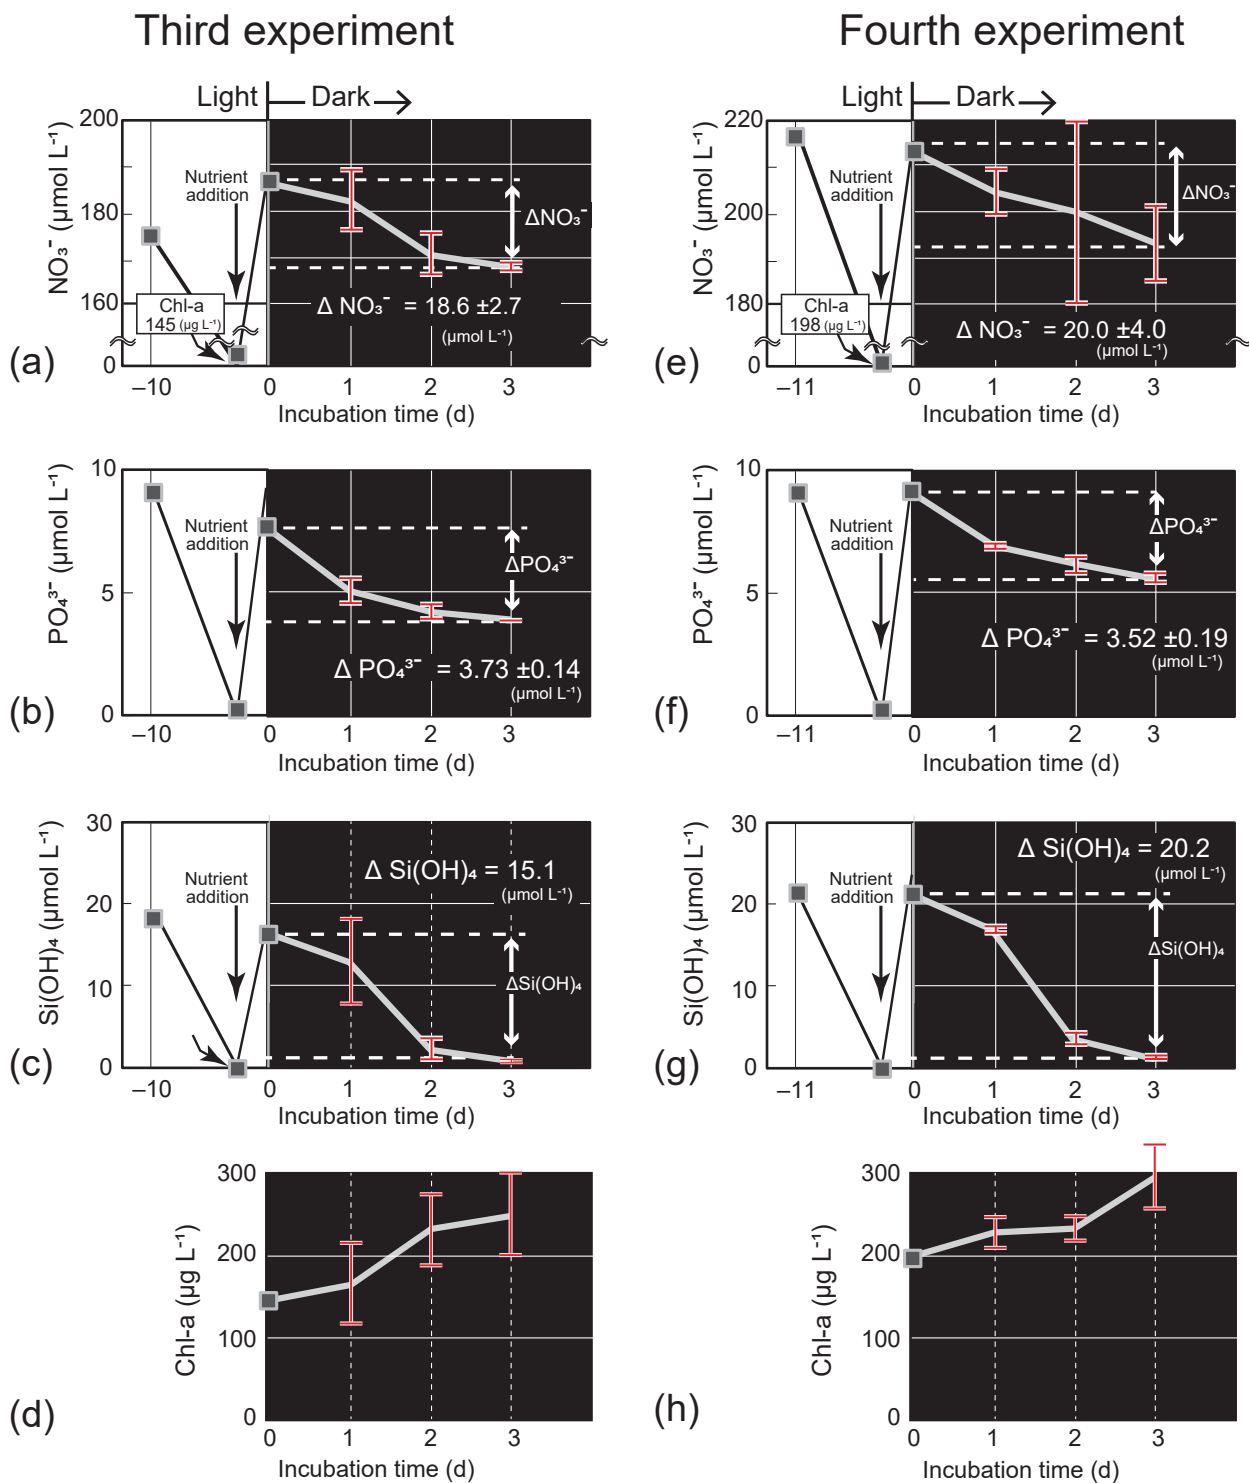 Third experiment
Fourth experiment
Light
Dark
200
180
160
0
NO₃⁻ (μmol L⁻¹)
Nutrient
addition
ΔNO₃⁻
Chl-a
145 (μg L⁻¹)
Δ NO₃⁻ = 18.6 ±2.7
(μmol L⁻¹)
(a)
–10 0 1 2 3
Incubation time (d)
Light
Dark
220
200
180
0
NO₃⁻ (μmol L⁻¹)
Nutrient
addition
ΔNO₃⁻
Chl-a
198 (μg L⁻¹)
Δ NO₃⁻ = 20.0 ±4.0
(μmol L⁻¹)
(e)
–11 0 1 2 3
Incubation time (d)
10
5
0
PO₄³⁻ (μmol L⁻¹)
Nutrient
addition
ΔPO₄³⁻
Δ PO₄³⁻ = 3.73 ±0.14
(μmol L⁻¹)
(b)
–10 0 1 2 3
Incubation time (d)
10
5
0
PO₄³⁻ (μmol L⁻¹)
Nutrient
addition
ΔPO₄³⁻
Δ PO₄³⁻ = 3.52 ±0.19
(μmol L⁻¹)
(f)
–11 0 1 2 3
Incubation time (d)
30
20
10
0
Si(OH)₄ (μmol L⁻¹)
Nutrient
addition
Δ Si(OH)₄ = 15.1
(μmol L⁻¹)
ΔSi(OH)₄
(c)
–10 0 1 2 3
Incubation time (d)
30
20
10
0
Si(OH)₄ (μmol L⁻¹)
Nutrient
addition
Δ Si(OH)₄ = 20.2
(μmol L⁻¹)
ΔSi(OH)₄
(g)
–11 0 1 2 3
Incubation time (d)
300
200
100
0
Chl-a (μg L⁻¹)
(d)
0 1 2 3
Incubation time (d)
300
200
100
0
Chl-a (μg L⁻¹)
(h)
0 1 2 3
Incubation time (d)